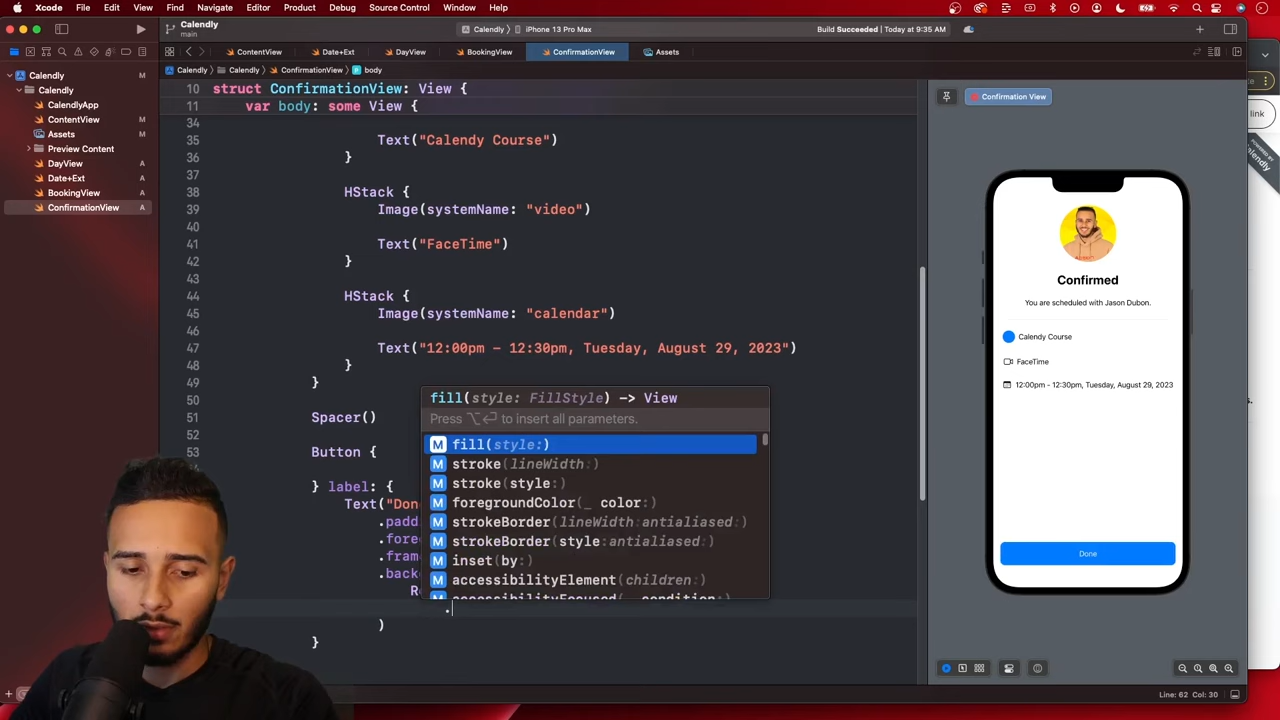 Xcode File Edit View Navigate Editor Product Debug Source Control Window Help
Calendly
main
Calendly › iPhone 13 Pro Max
Build Succeeded | Today at 9:35 AM
ContentView
Date+Ext
DayView
BookingView
ConfirmationView
Assets
Calendly M
Calendly › Calendly › ConfirmationView › body
Calendly
CalendlyApp
ContentView M
Assets M
Preview Content
DayView A
Date+Ext A
BookingView A
ConfirmationView A
10 struct ConfirmationView: View {
11 var body: some View {
34
35 Text("Calendy Course")
36 }
37
38 HStack {
39 Image(systemName: "video")
40
41 Text("FaceTime")
42 }
43
44 HStack {
45 Image(systemName: "calendar")
46
47 Text("12:00pm – 12:30pm, Tuesday, August 29, 2023")
48 }
49 }
50
51 Spacer()
52
53 Button {
} label: {
Text("Don
.padd
.fore
.fram
.back
R
.
)
}
fill(style: FillStyle) -> View
Press ⌥⏎ to insert all parameters.
M fill(style:)
M stroke(lineWidth:)
M stroke(style:)
M foregroundColor(_ color:)
M strokeBorder(lineWidth:antialiased:)
M strokeBorder(style:antialiased:)
M inset(by:)
M accessibilityElement(children:)
M accessibilityFocused(_ condition:)
Confirmation View
Confirmed
You are scheduled with Jason Dubon.
Calendy Course
FaceTime
12:00pm - 12:30pm, Tuesday, August 29, 2023
Done
link
POWERED BY
Calendly
Line: 62 Col: 30